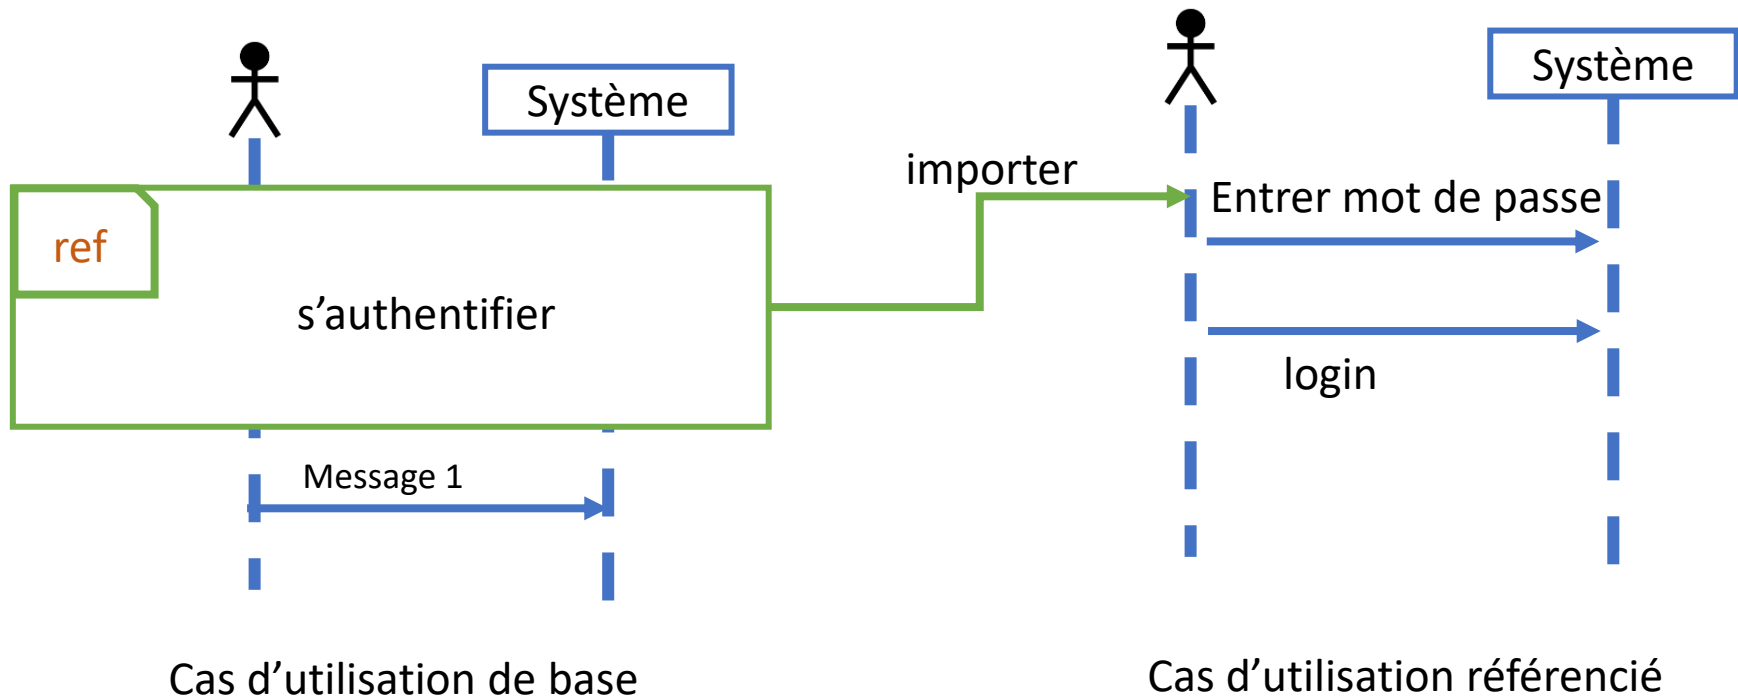 Système
Système
importer
Entrer mot de passe
ref
s’authentifier
login
Message 1
Cas d’utilisation de base
Cas d’utilisation référencié